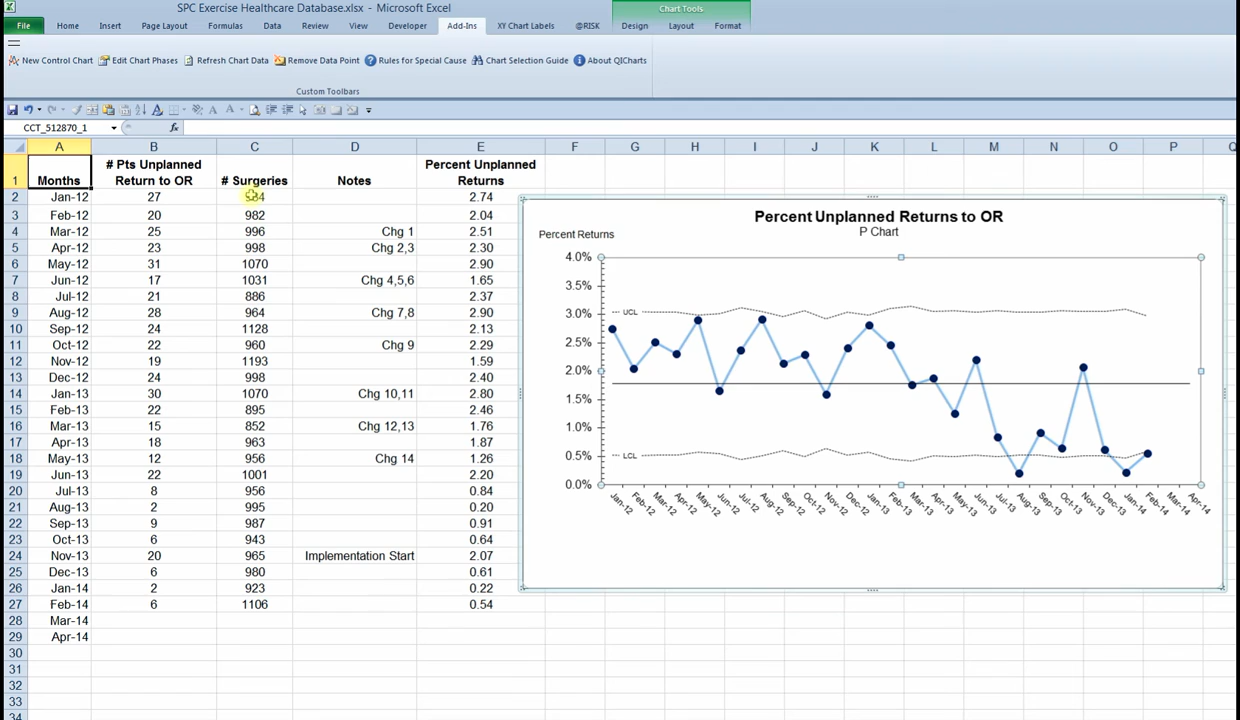 SPC Exercise Healthcare Database.xlsx - Microsoft Excel
Chart Tools
File Home Insert Page Layout Formulas Data Review View Developer Add-Ins XY Chart Labels @RISK Design Layout Format
New Control Chart Edit Chart Phases Refresh Chart Data Remove Data Point Rules for Special Cause Chart Selection Guide About QICharts
Custom Toolbars
CCT_512870_1 fx
A B C D E F G H I J K L M N O P Q
# Pts Unplanned Percent Unplanned
1 Months Return to OR # Surgeries Notes Returns
2 Jan-12 27 984 2.74
3 Feb-12 20 982 2.04
4 Mar-12 25 996 Chg 1 2.51
5 Apr-12 23 998 Chg 2,3 2.30
6 May-12 31 1070 2.90
7 Jun-12 17 1031 Chg 4,5,6 1.65
8 Jul-12 21 886 2.37
9 Aug-12 28 964 Chg 7,8 2.90
10 Sep-12 24 1128 2.13
11 Oct-12 22 960 Chg 9 2.29
12 Nov-12 19 1193 1.59
13 Dec-12 24 998 2.40
14 Jan-13 30 1070 Chg 10,11 2.80
15 Feb-13 22 895 2.46
16 Mar-13 15 852 Chg 12,13 1.76
17 Apr-13 18 963 1.87
18 May-13 12 956 Chg 14 1.26
19 Jun-13 22 1001 2.20
20 Jul-13 8 956 0.84
21 Aug-13 2 995 0.20
22 Sep-13 9 987 0.91
23 Oct-13 6 943 0.64
24 Nov-13 20 965 Implementation Start 2.07
25 Dec-13 6 980 0.61
26 Jan-14 2 923 0.22
27 Feb-14 6 1106 0.54
28 Mar-14
29 Apr-14
30
31
32
33
34
Percent Unplanned Returns to OR
P Chart
Percent Returns
4.0%
3.5%
3.0%
UCL
2.5%
2.0%
1.5%
1.0%
0.5%
LCL
0.0%
Jan-12 Feb-12 Mar-12 Apr-12 May-12 Jun-12 Jul-12 Aug-12 Sep-12 Oct-12 Nov-12 Dec-12 Jan-13 Feb-13 Mar-13 Apr-13 May-13 Jun-13 Jul-13 Aug-13 Sep-13 Oct-13 Nov-13 Dec-13 Jan-14 Feb-14 Mar-14 Apr-14